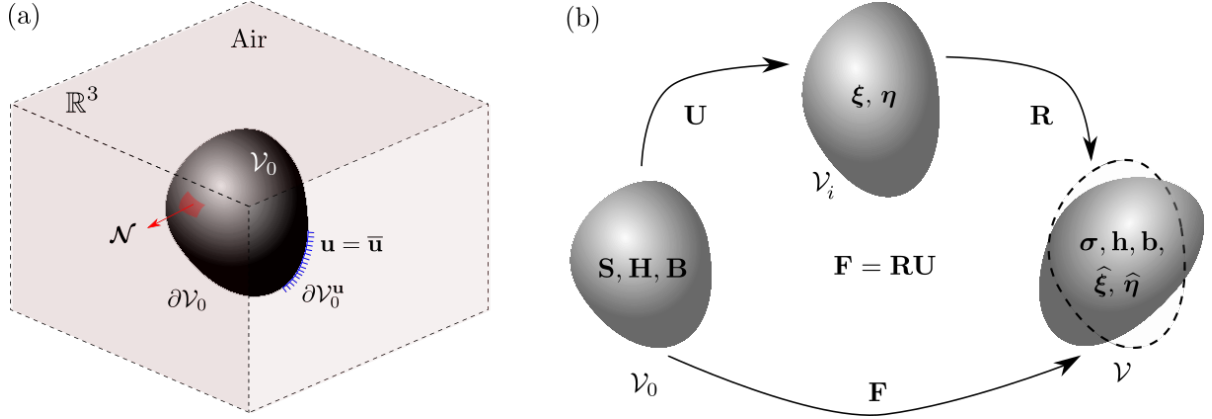 (a)
Air
ℝ³
𝒱₀
𝓝
𝐮 = 𝐮̅
∂𝒱₀
∂𝒱₀ᵘ
(b)
𝛏, 𝛈
𝐔
𝐑
𝒱ᵢ
𝐒, 𝐇, 𝐁
𝐅 = 𝐑𝐔
𝛔, 𝐡, 𝐛,
𝛏̂, 𝛈̂
𝒱₀
𝐅
𝒱